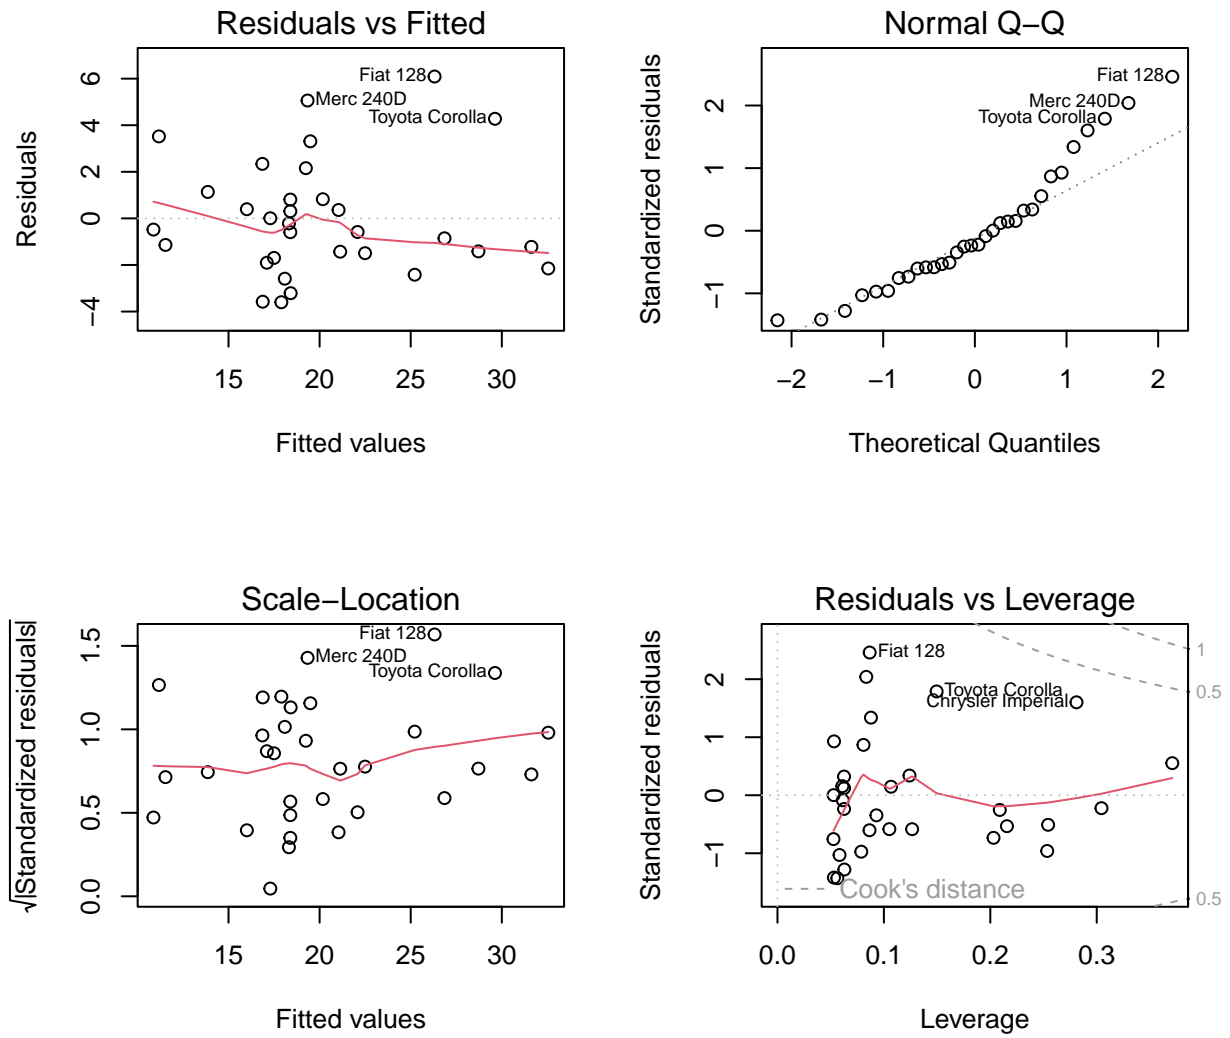 Residuals vs Fitted
Residuals
6
4
2
0
−4
Fiat 128
Merc 240D
Toyota Corolla
15 20 25 30
Fitted values
Normal Q−Q
Standardized residuals
2
1
0
−1
Fiat 128
Merc 240D
Toyota Corolla
−2 −1 0 1 2
Theoretical Quantiles
Scale−Location
√|Standardized residuals|
1.5
1.0
0.5
0.0
Fiat 128
Merc 240D
Toyota Corolla
15 20 25 30
Fitted values
Residuals vs Leverage
Standardized residuals
2
1
0
−1
Fiat 128
Toyota Corolla
Chrysler Imperial
1
0.5
Cook's distance
0.5
0.0 0.1 0.2 0.3
Leverage